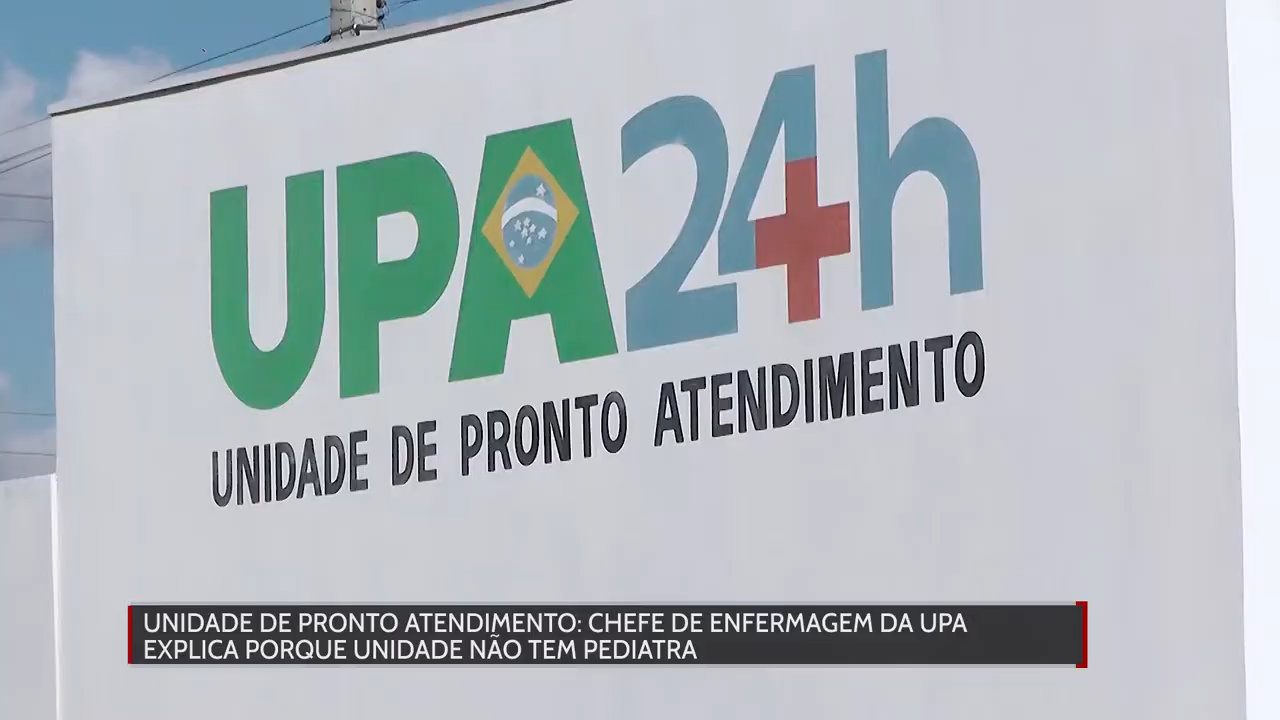 UPA24h
UNIDADE DE PRONTO ATENDIMENTO
UNIDADE DE PRONTO ATENDIMENTO: CHEFE DE ENFERMAGEM DA UPA
EXPLICA PORQUE UNIDADE NÃO TEM PEDIATRA